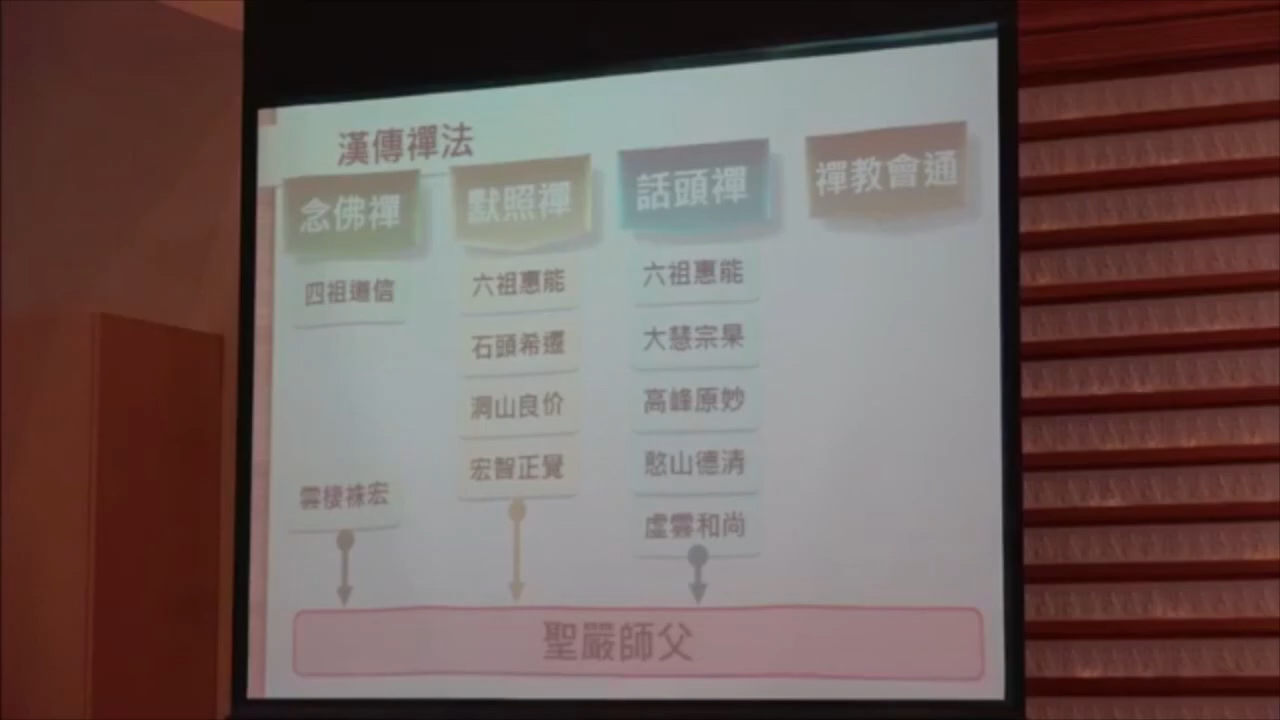 漢傳禪法
念佛禪
四祖道信
雲棲袾宏
默照禪
六祖惠能
石頭希遷
洞山良价
宏智正覺
話頭禪
六祖惠能
大慧宗杲
高峰原妙
憨山德清
虛雲和尚
禪教會通
聖嚴師父